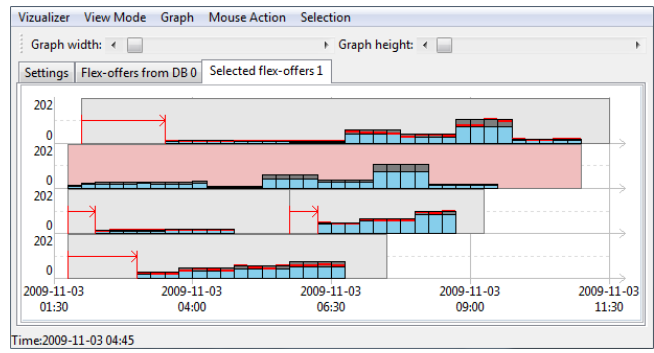 Vizualizer View Mode Graph Mouse Action Selection
Graph width: Graph height:
Settings Flex-offers from DB 0 Selected flex-offers 1
202
0
202
0
202
0
202
0
2009-11-03 2009-11-03 2009-11-03 2009-11-03 2009-11-03
01:30 04:00 06:30 09:00 11:30
Time:2009-11-03 04:45